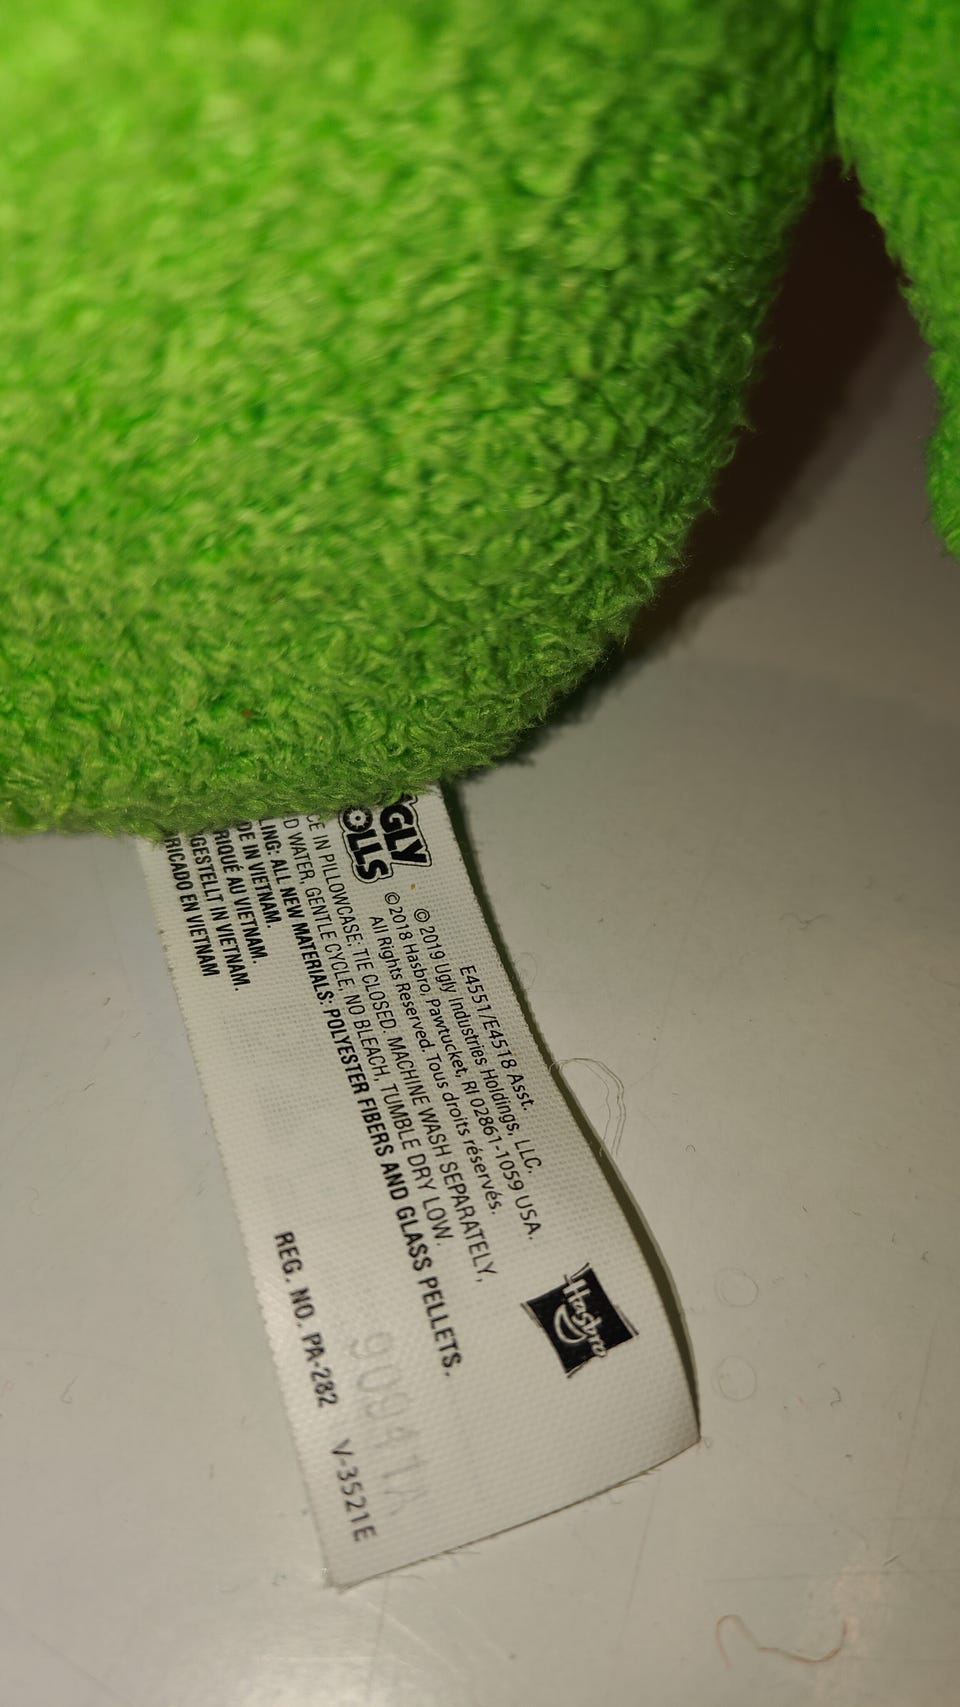 E4551/E4518 Asst.
© 2019 Ugly Industries Holdings, LLC.
©2018 Hasbro, Pawtucket, RI 02861-1059 USA.
All Rights Reserved. Tous droits réservés.
GLY
OLLS
CE IN PILLOWCASE; TIE CLOSED. MACHINE WASH SEPARATELY,
D WATER, GENTLE CYCLE, NO BLEACH, TUMBLE DRY LOW.
LING: ALL NEW MATERIALS: POLYESTER FIBERS AND GLASS PELLETS.
DE IN VIETNAM.
RIQUÉ AU VIETNAM.
GESTELLT IN VIETNAM.
RICADO EN VIETNAM
Hasbro
90941A
REG. NO. PA-282 V-3521E